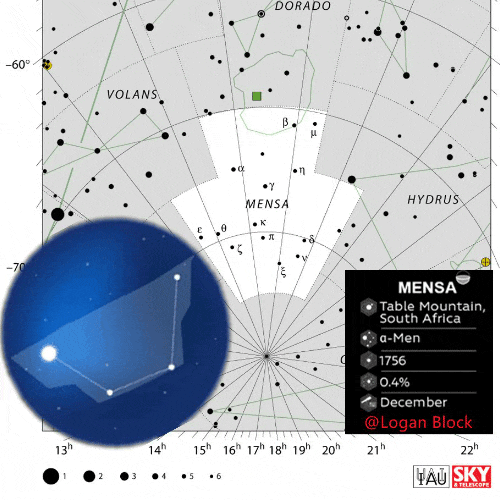 DORADO
–60°
VOLANS
β
μ
α
η
γ
MENSA
HYDRUS
κ
ε
θ
π
δ
ζ
ν
ξ
–70
MENSA
Table Mountain,
South Africa
α-Men
1756
0.4%
December
@Logan Block
13h 14h 15h 16h 17h 18h 19h 20h 21h 22h
1 2 3 4 5 6
IAU
SKY
& TELESCOPE